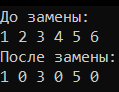 До замены:
1 2 3 4 5 6
После замены:
1 0 3 0 5 0